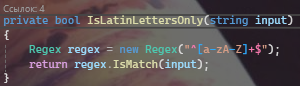 Ссылок: 4
private bool IsLatinLettersOnly(string input)
{
Regex regex = new Regex("^[a-zA-Z]+$");
return regex.IsMatch(input);
}